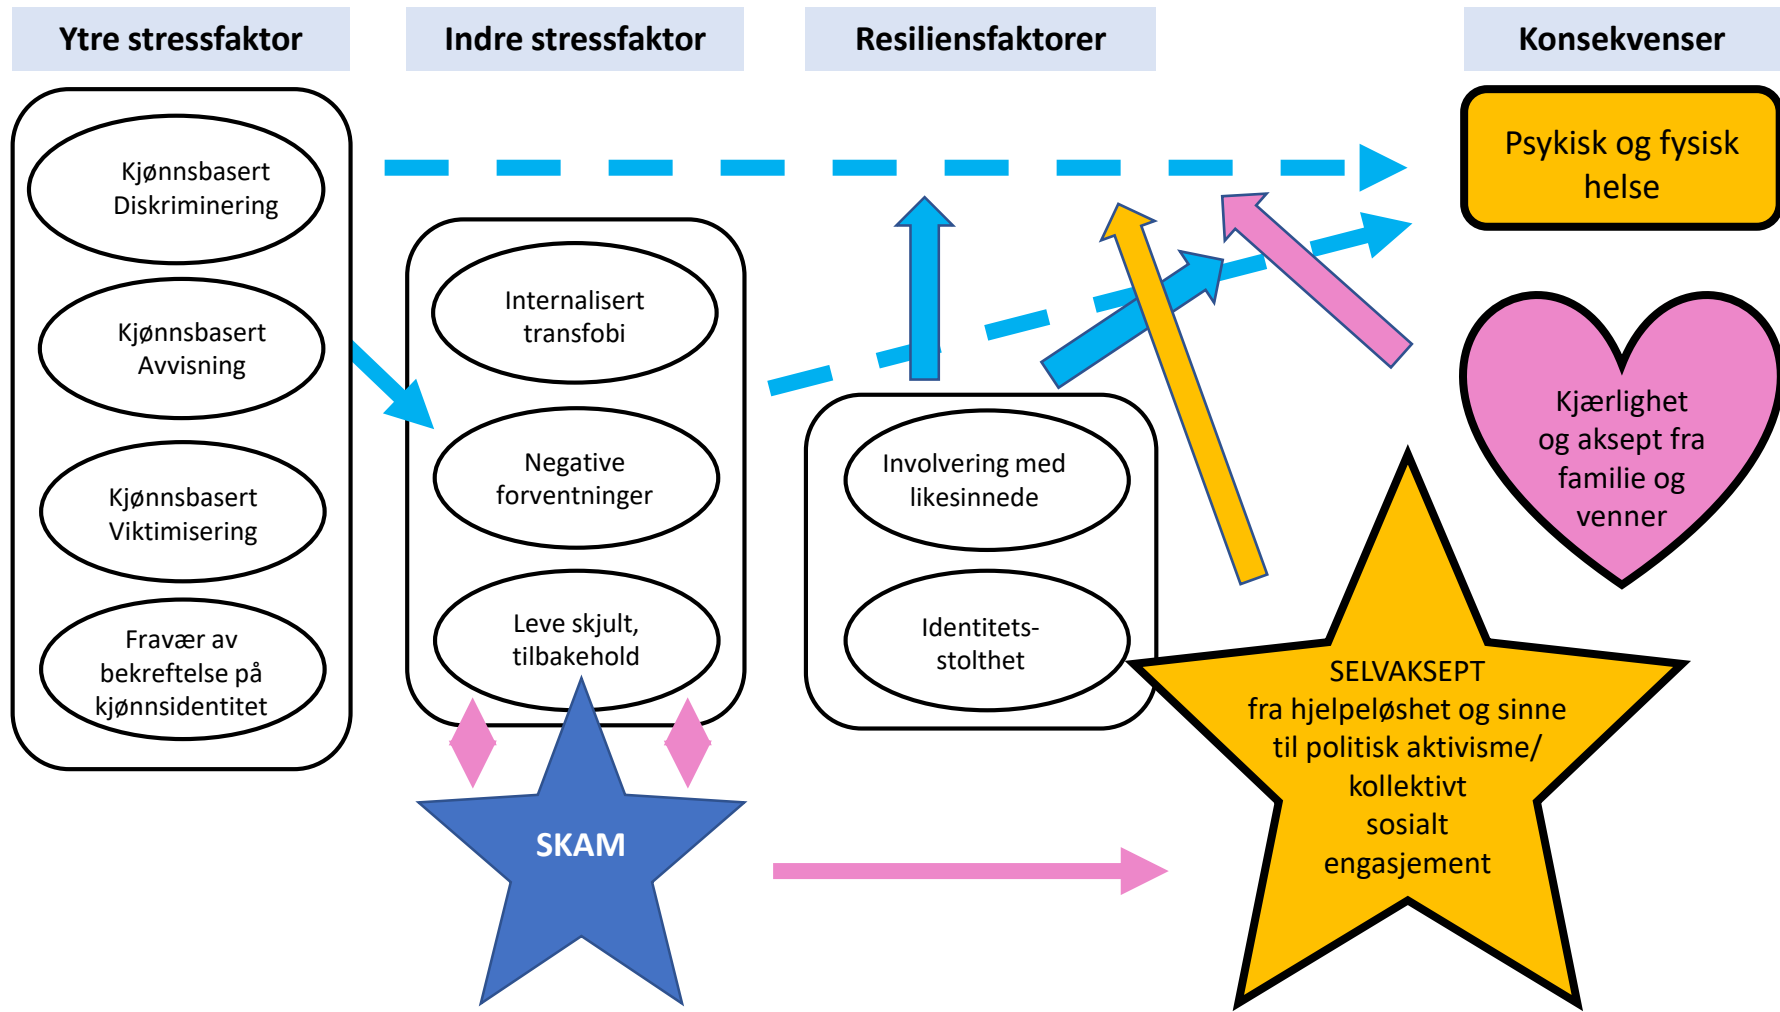 Ytre stressfaktor
Indre stressfaktor
Resiliensfaktorer
Konsekvenser
Kjønnsbasert
Diskriminering
Kjønnsbasert
Avvisning
Kjønnsbasert
Viktimisering
Fravær av
bekreftelse på
kjønnsidentitet
Internalisert
transfobi
Negative
forventninger
Leve skjult,
tilbakehold
SKAM
Involvering med
likesinnede
Identitets-
stolthet
Psykisk og fysisk
helse
Kjærlighet
og aksept fra
familie og
venner
SELVAKSEPT
fra hjelpeløshet og sinne
til politisk aktivisme/
kollektivt
sosialt
engasjement